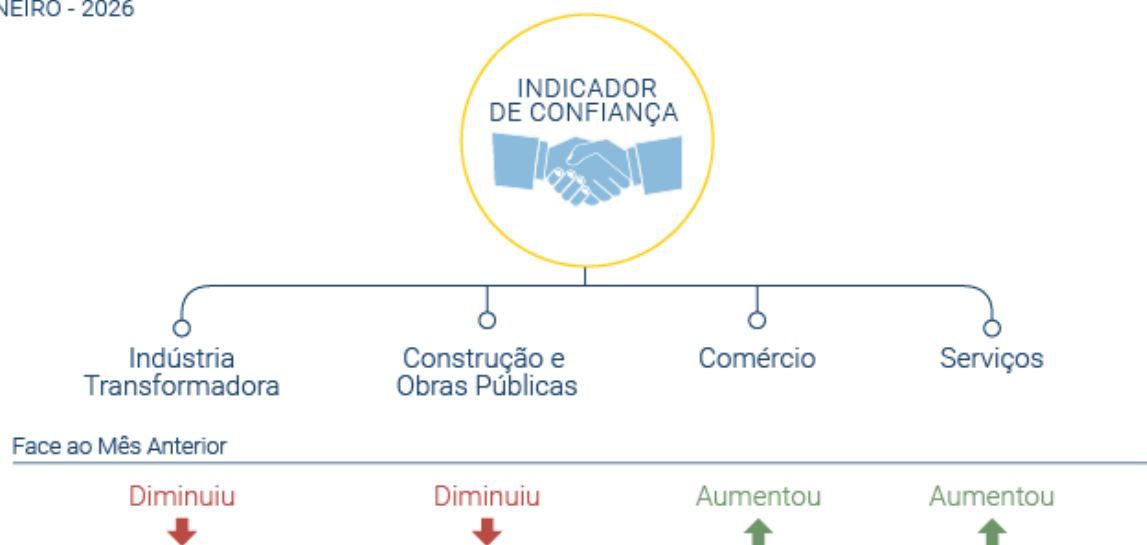 NEIRO - 2026
INDICADOR
DE CONFIANÇA
Indústria
Transformadora
Construção e
Obras Públicas
Comércio
Serviços
Face ao Mês Anterior
Diminuiu
Diminuiu
Aumentou
Aumentou